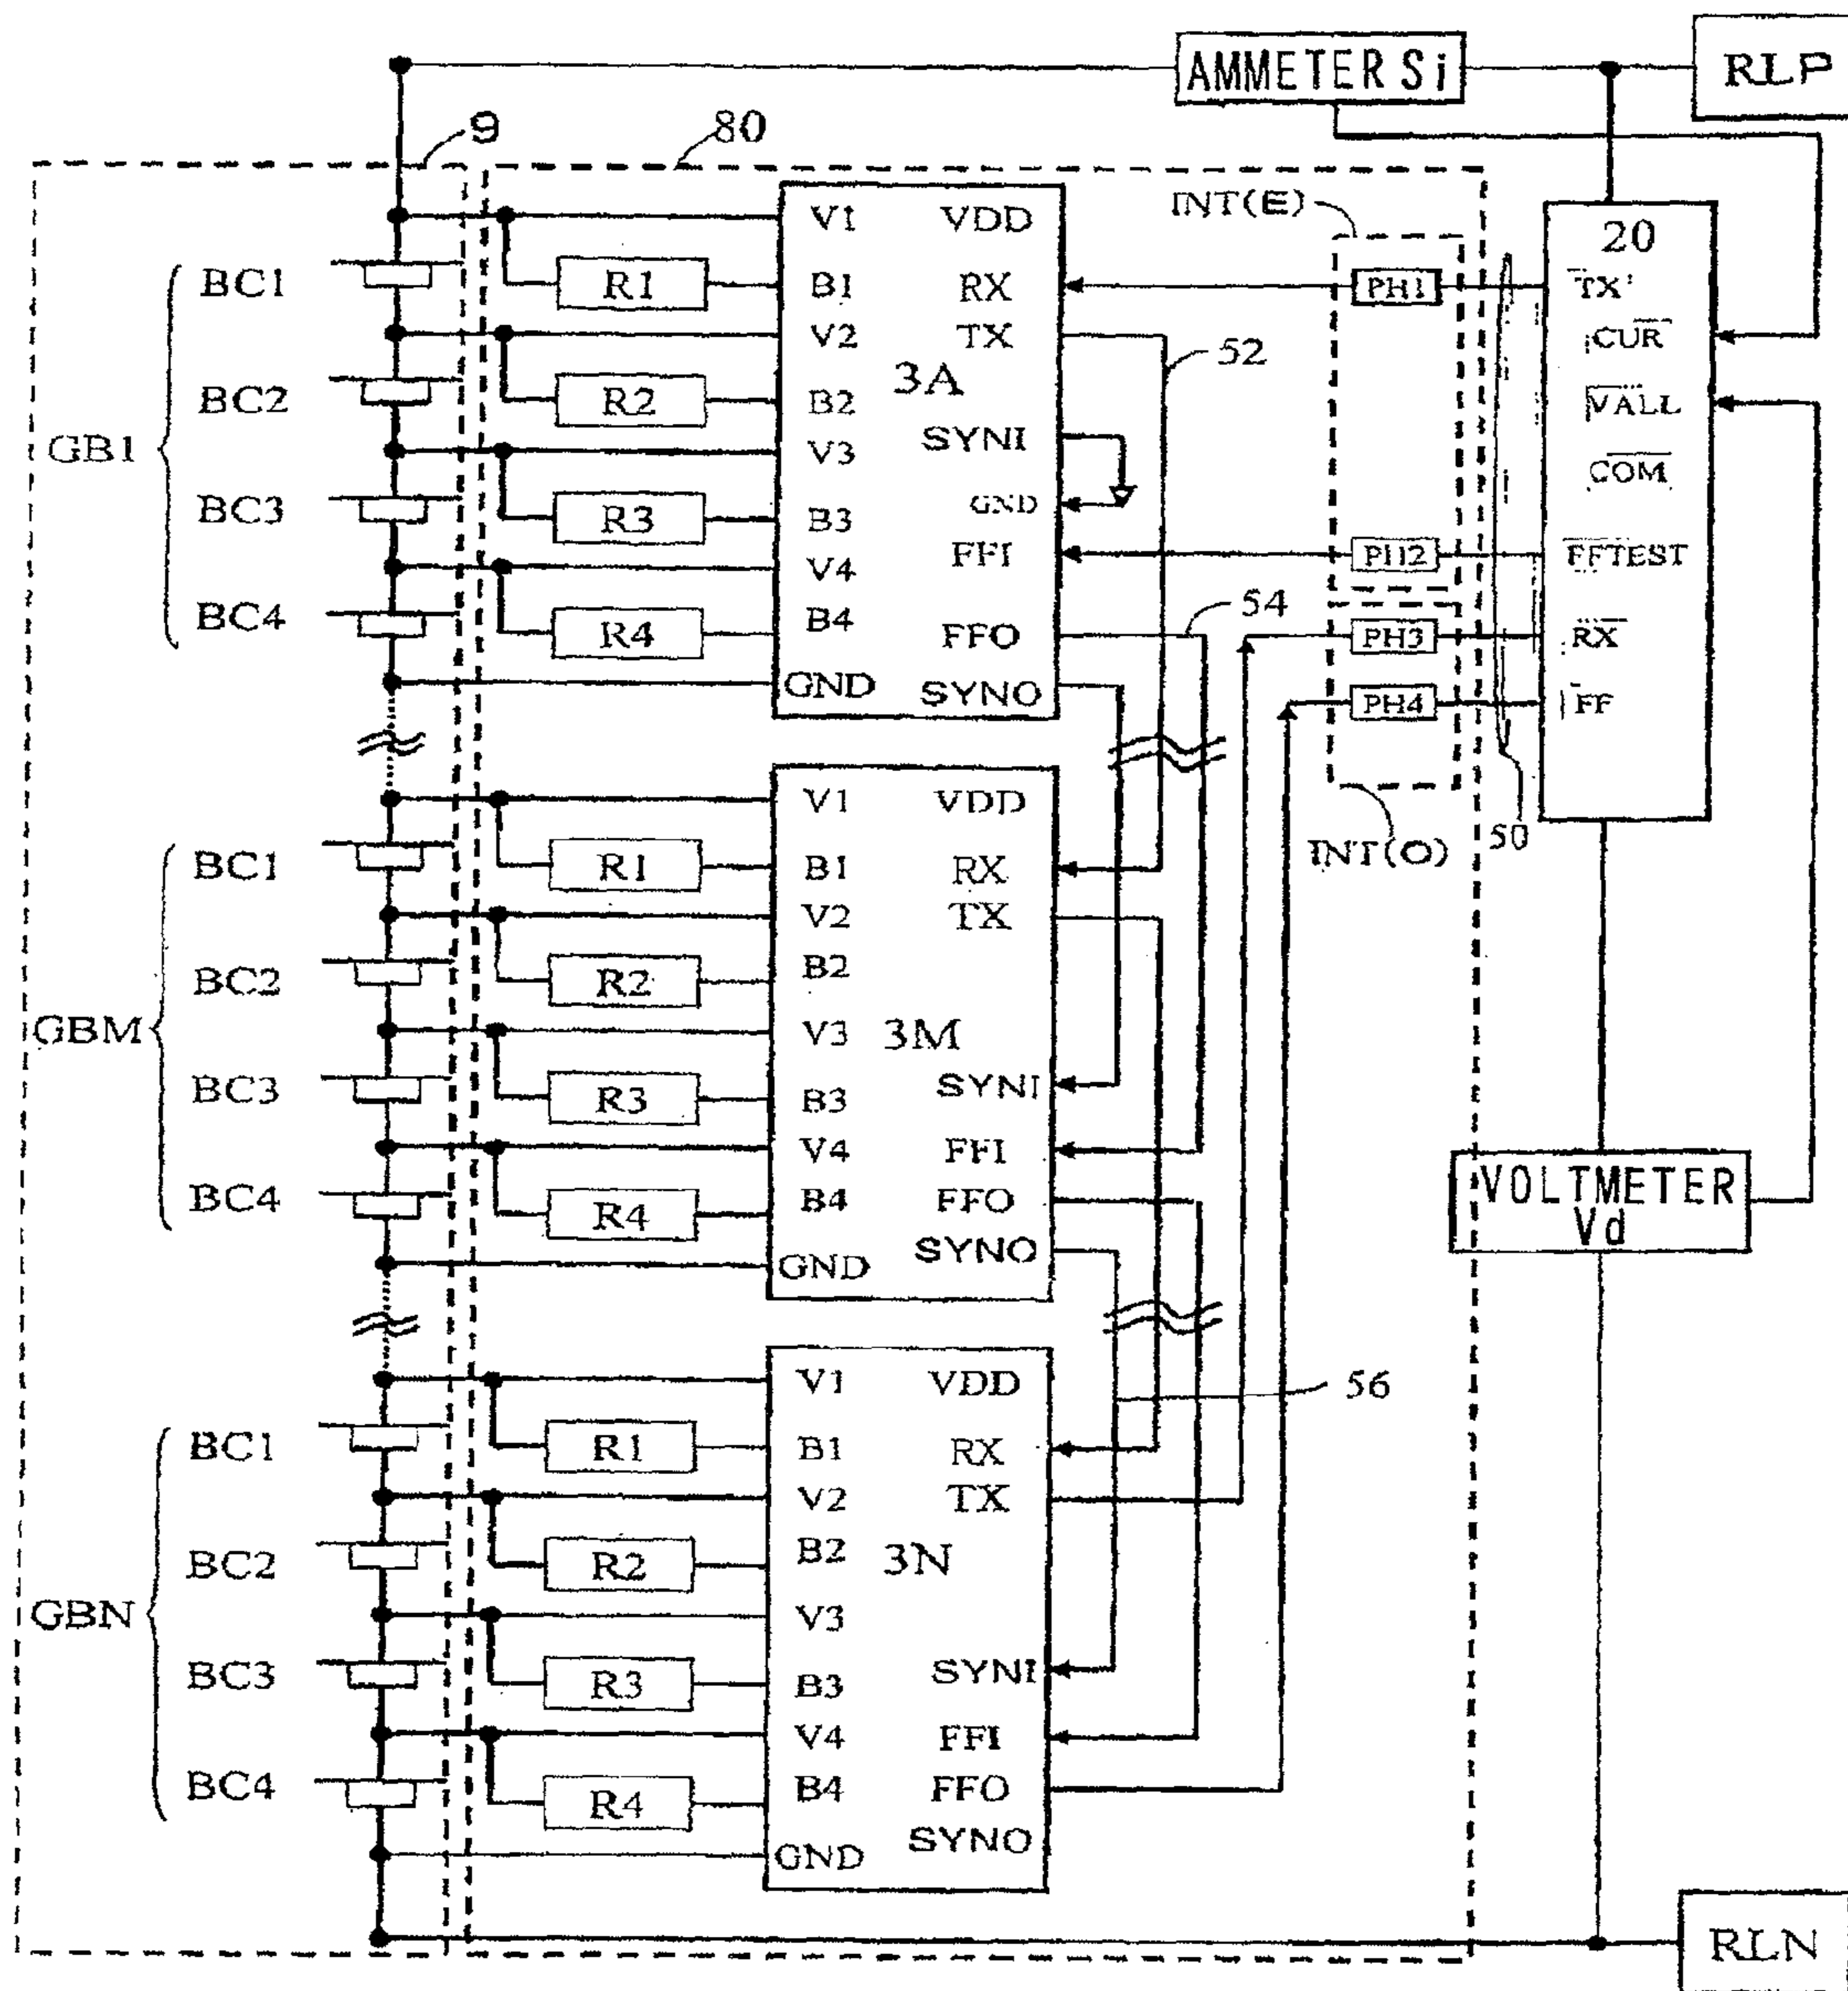 AMMETER Si
RLP
9
80
INT(E)
20
GB1
BC1
BC2
BC3
BC4
R1
R2
R3
R4
V1
B1
V2
B2
V3
B3
V4
B4
GND
3A
VDD
RX
TX
SYNI
GND
FFI
FFO
SYNO
52
54
PH1
PH2
PH3
PH4
TX
CUR
VALL
COM
FFTEST
RX
FF
50
INT(O)
GBM
BC1
BC2
BC3
BC4
R1
R2
R3
R4
V1
B1
V2
B2
V3
B3
V4
B4
GND
3M
VDD
RX
TX
SYNI
FFI
FFO
SYNO
VOLTMETER
Vd
56
GBN
BC1
BC2
BC3
BC4
R1
R2
R3
R4
V1
B1
V2
B2
V3
B3
V4
B4
GND
3N
VDD
RX
TX
SYNI
FFI
FFO
SYNO
RLN